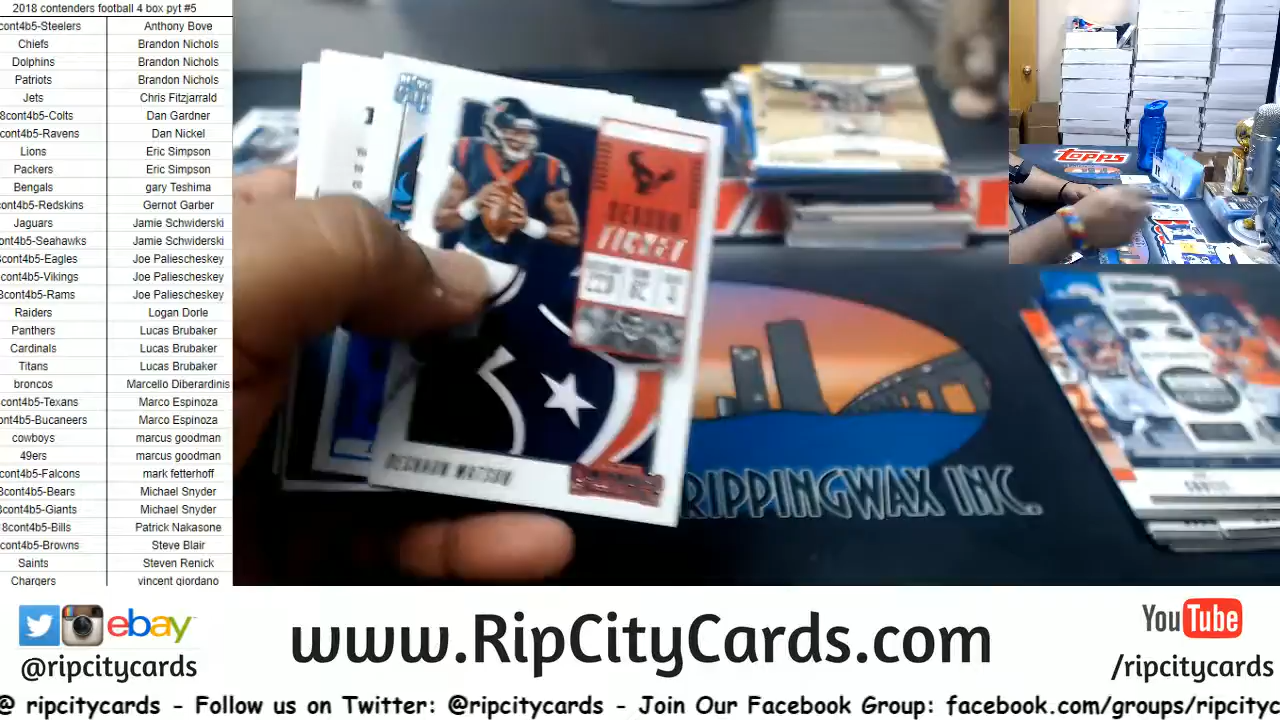 2018 contenders football 4 box pyt #5
cont4b5-Steelers Anthony Bove
Chiefs Brandon Nichols
Dolphins Brandon Nichols
Patriots Brandon Nichols
Jets Chris Fitzjarrald
8cont4b5-Colts Dan Gardner
cont4b5-Ravens Dan Nickel
Lions Eric Simpson
Packers Eric Simpson
Bengals gary Teshima
cont4b5-Redskins Gernot Garber
Jaguars Jamie Schwiderski
nt4b5-Seahawks Jamie Schwiderski
8cont4b5-Eagles Joe Paliescheskey
cont4b5-Vikings Joe Paliescheskey
8cont4b5-Rams Joe Paliescheskey
Raiders Logan Dorle
Panthers Lucas Brubaker
Cardinals Lucas Brubaker
Titans Lucas Brubaker
broncos Marcello Diberardinis
cont4b5-Texans Marco Espinoza
ont4b5-Bucaneers Marco Espinoza
cowboys marcus goodman
49ers marcus goodman
cont4b5-Falcons mark fetterhoff
8cont4b5-Bears Michael Snyder
8cont4b5-Giants Michael Snyder
8cont4b5-Bills Patrick Nakasone
cont4b5-Browns Steve Blair
Saints Steven Renick
Chargers vincent giordano
SEASON
TICKET
DESHAUN WATSON
TOPPS
RIPPINGWAX INC.
ebay
@ripcitycards
www.RipCityCards.com
YouTube
/ripcitycards
@ ripcitycards - Follow us on Twitter: @ripcitycards - Join Our Facebook Group: facebook.com/groups/ripcityc